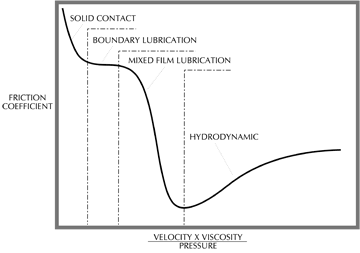 SOLID CONTACT
BOUNDARY LUBRICATION
MIXED FILM LUBRICATION
FRICTION
COEFFICIENT
HYDRODYNAMIC
VELOCITY X VISCOSITY
PRESSURE